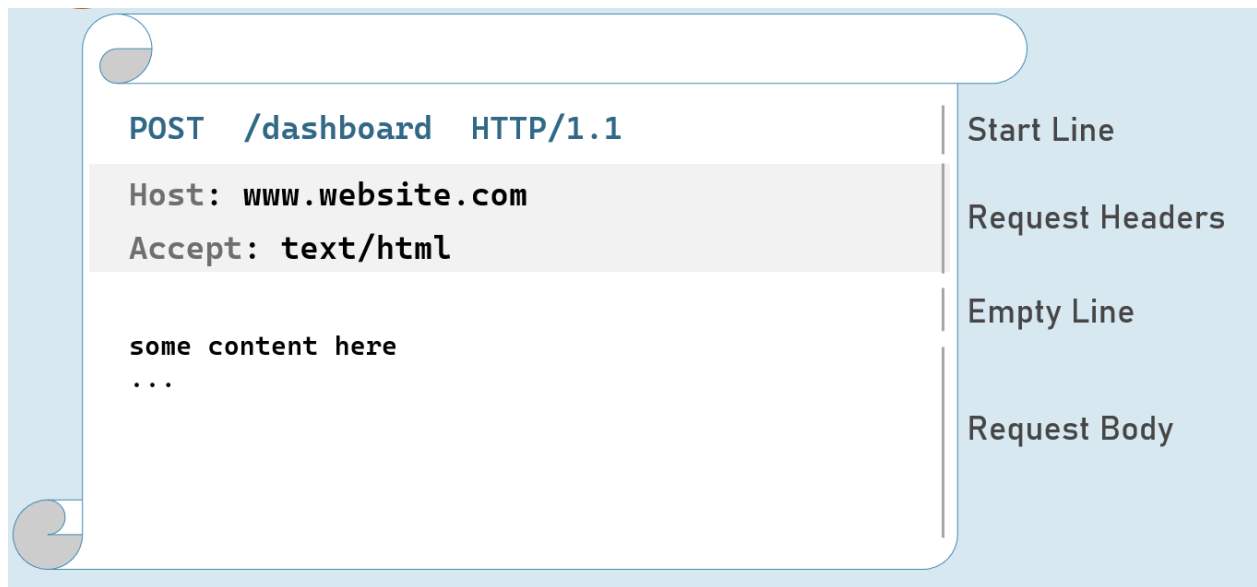 POST /dashboard HTTP/1.1
Start Line
Host: www.website.com
Accept: text/html
Request Headers
Empty Line
some content here
...
Request Body